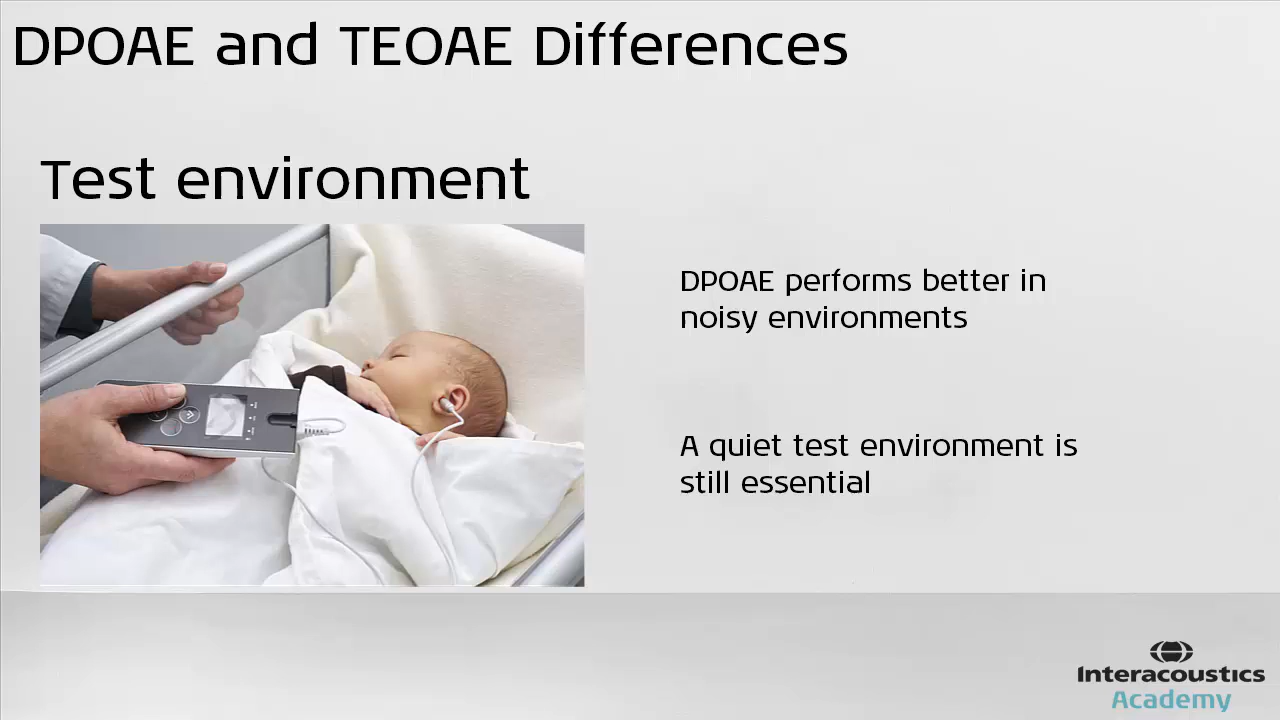 DPOAE and TEOAE Differences
Test environment
DPOAE performs better in
noisy environments
A quiet test environment is
still essential
Interacoustics
Academy